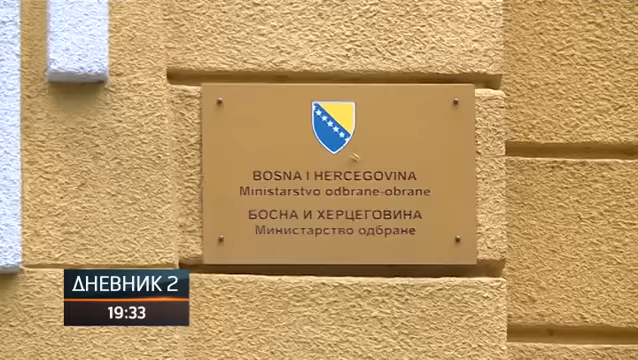 BOSNA I HERCEGOVINA
Ministarstvo odbrane-obrane
БОСНА И ХЕРЦЕГОВИНА
Министарство одбране
ДНЕВНИК 2
19:33